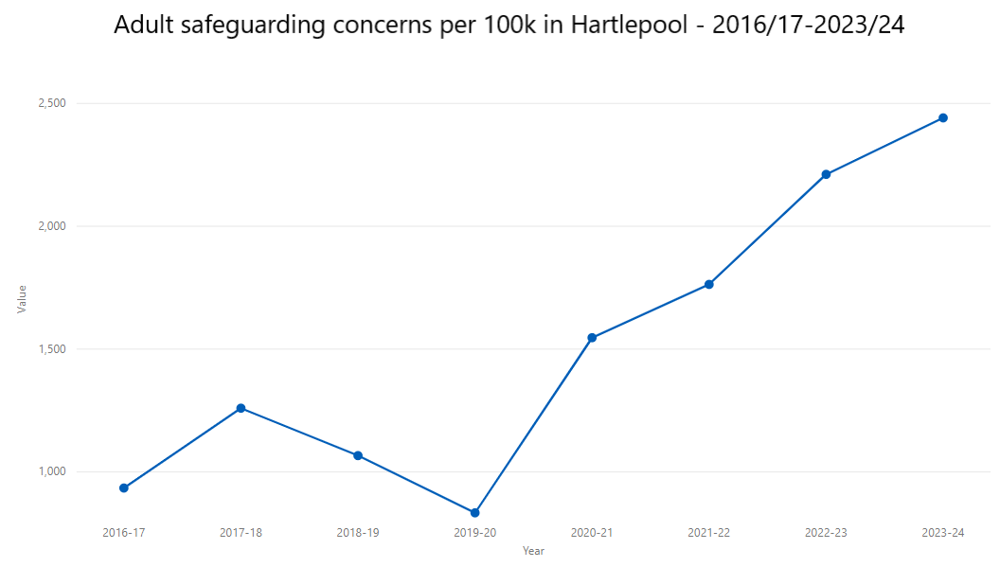 Adult safeguarding concerns per 100k in Hartlepool - 2016/17-2023/24
2,500
2,000
1,500
1,000
Value
2016-17 2017-18 2018-19 2019-20 2020-21 2021-22 2022-23 2023-24
Year